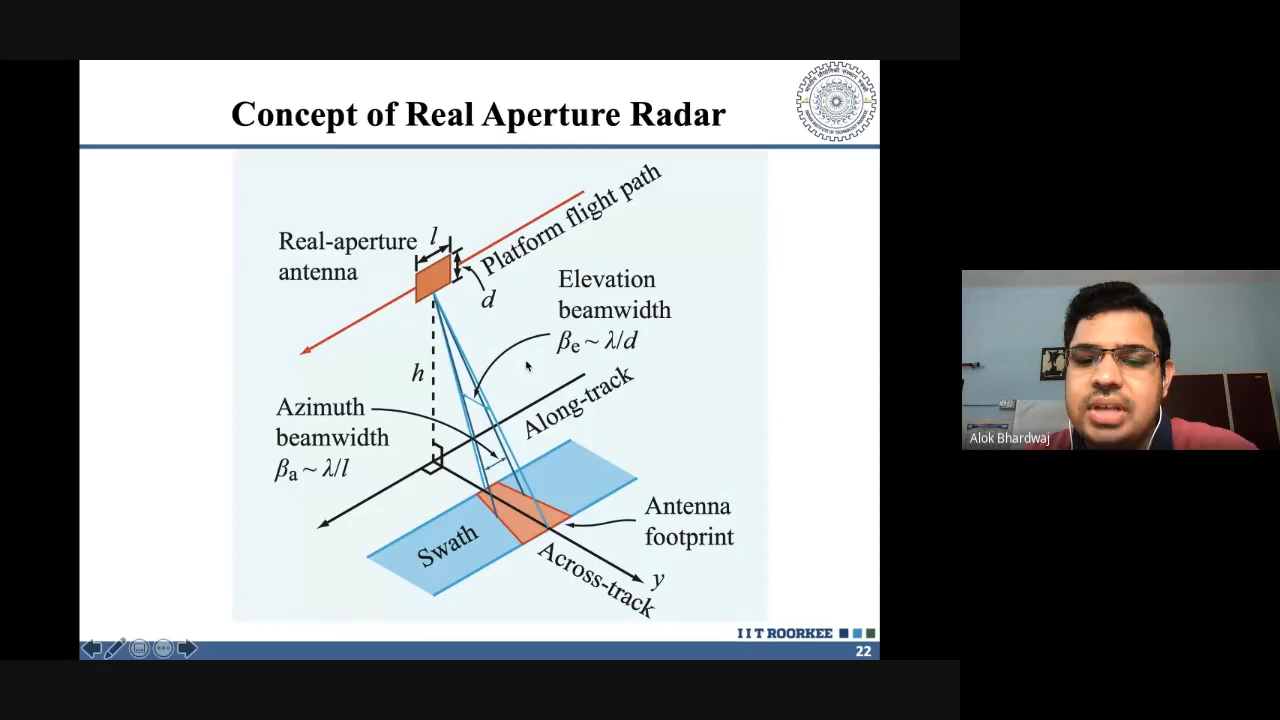 Concept of Real Aperture Radar
Platform flight path
Real-aperture
antenna
l
d
Elevation
beamwidth
βe ~ λ/d
h
Along-track
Azimuth
beamwidth
βa ~ λ/l
Antenna
footprint
Swath
Across-track
y
I I T ROORKEE
22
Alok Bhardwaj